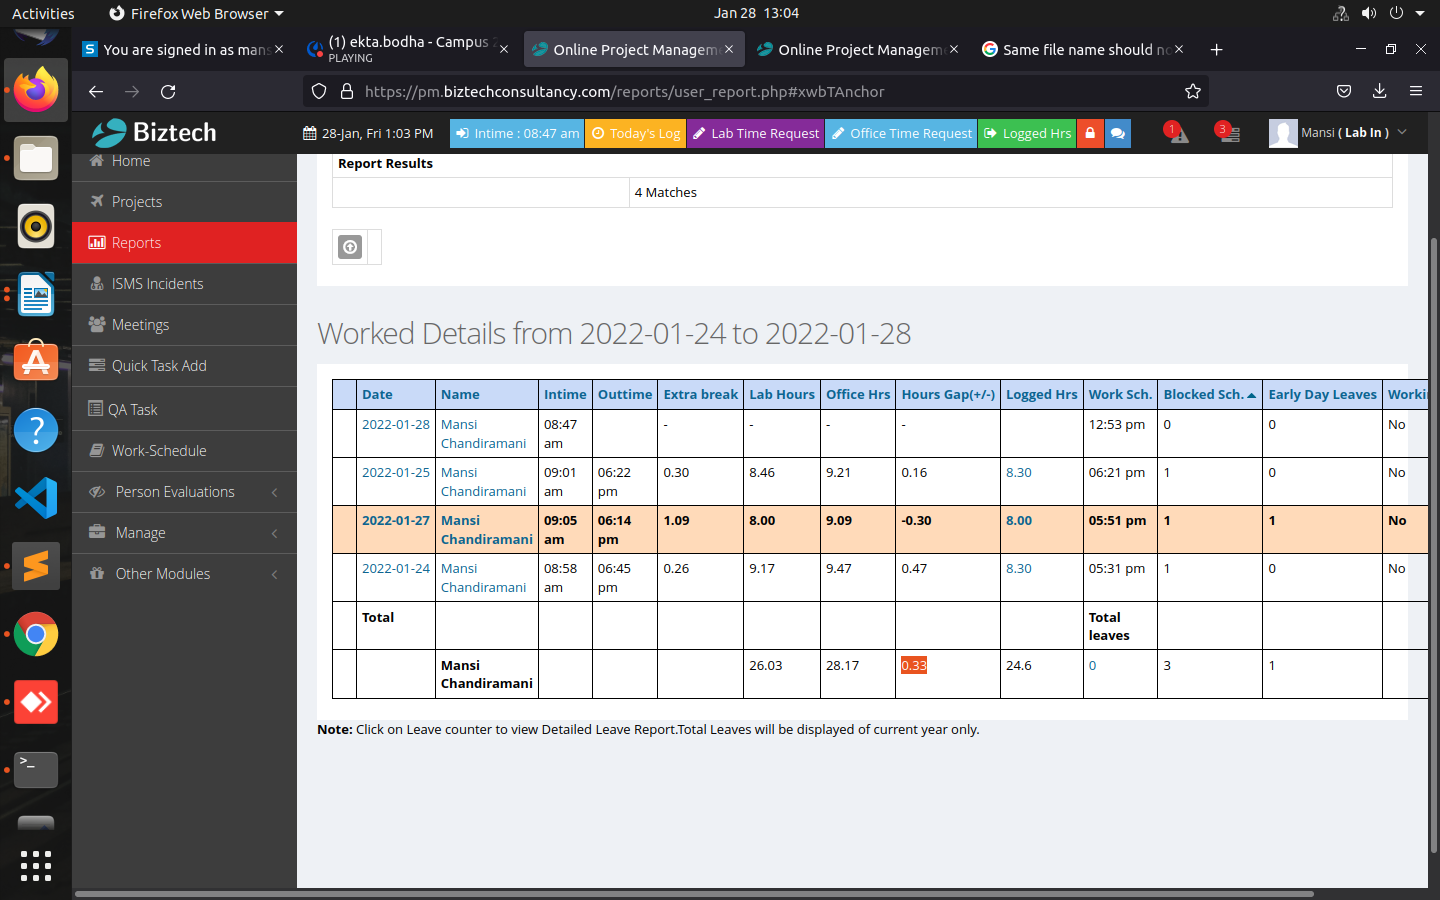 Activities
Firefox Web Browser
Jan 28 13:04
You are signed in as mans
(1) ekta.bodha - Campus
PLAYING
Online Project Managem
Online Project Managem
Same file name should no
https://pm.biztechconsultancy.com/reports/user_report.php#xwbTAnchor
Biztech
28-Jan, Fri 1:03 PM
Intime : 08:47 am
Today's Log
Lab Time Request
Office Time Request
Logged Hrs
1
3
Mansi ( Lab In )
Home
Projects
Reports
ISMS Incidents
Meetings
Quick Task Add
QA Task
Work-Schedule
Person Evaluations
Manage
Other Modules
Report Results
4 Matches
Worked Details from 2022-01-24 to 2022-01-28
Date Name Intime Outtime Extra break Lab Hours Office Hrs Hours Gap(+/-) Logged Hrs Work Sch. Blocked Sch. Early Day Leaves Workin
2022-01-28 Mansi 08:47 - - - - 12:53 pm 0 0 No
Chandiramani am
2022-01-25 Mansi 09:01 06:22 0.30 8.46 9.21 0.16 8.30 06:21 pm 1 0 No
Chandiramani am pm
2022-01-27 Mansi 09:05 06:14 1.09 8.00 9.09 -0.30 8.00 05:51 pm 1 1 No
Chandiramani am pm
2022-01-24 Mansi 08:58 06:45 0.26 9.17 9.47 0.47 8.30 05:31 pm 1 0 No
Chandiramani am pm
Total Total
leaves
Mansi 26.03 28.17 0.33 24.6 0 3 1
Chandiramani
Note: Click on Leave counter to view Detailed Leave Report.Total Leaves will be displayed of current year only.